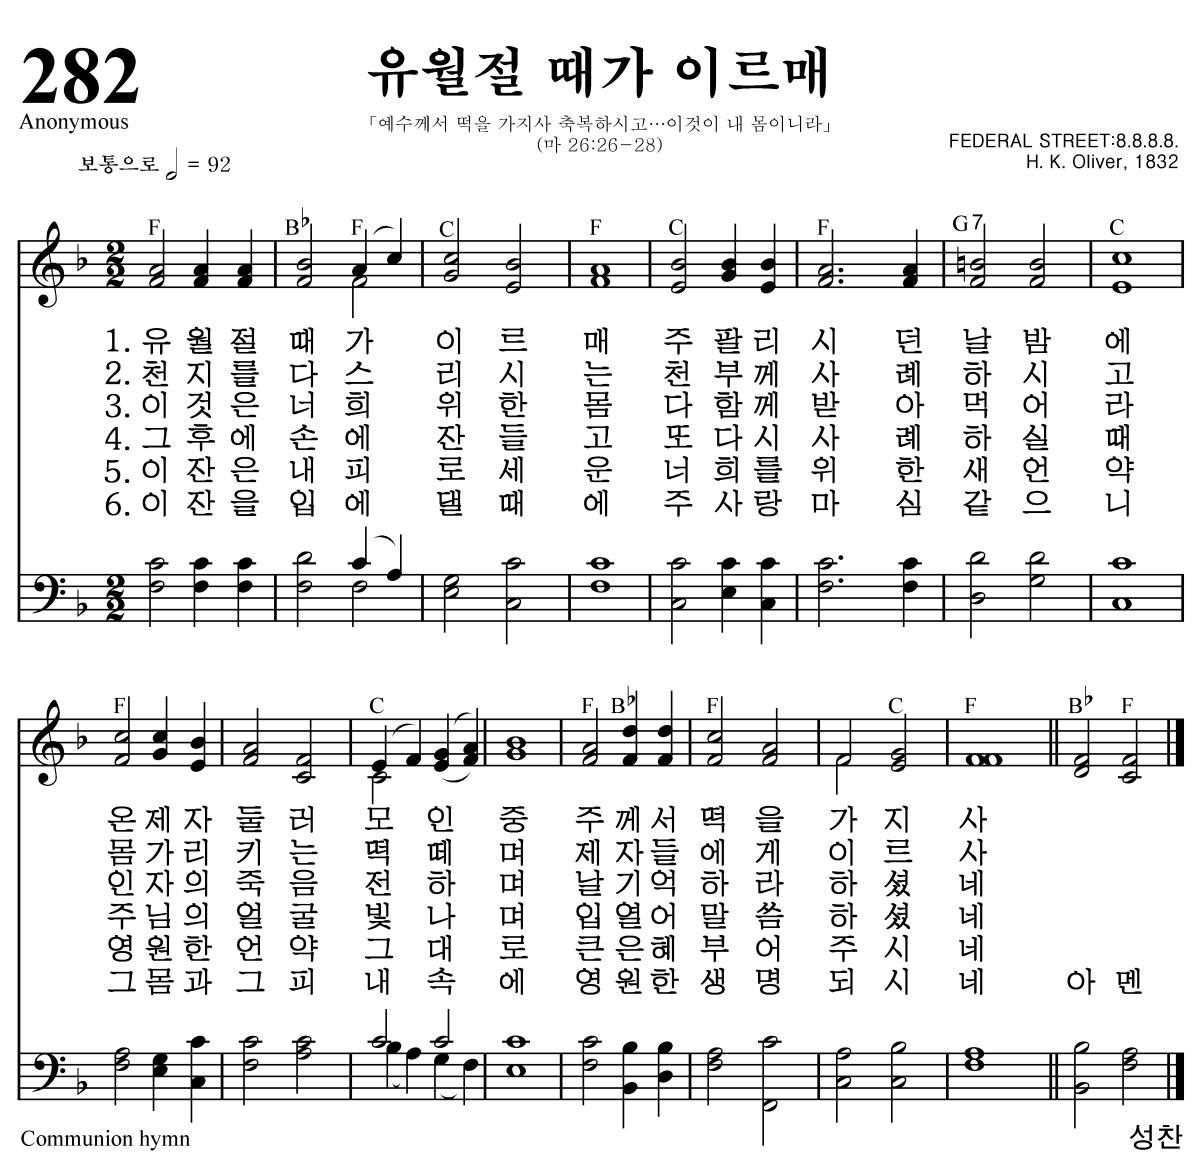 282
유월절 때가 이르매
Anonymous
「예수께서 떡을 가지사 축복하시고…이것이 내 몸이니라」
(마 26:26-28)
FEDERAL STREET:8.8.8.8.
H. K. Oliver, 1832
보통으로 = 92
F B♭ F C F C F G7 C
2 2
1. 유 월 절 때 가 이 르 매 주 팔 리 시 던 날 밤 에
2. 천 지 를 다 스 리 시 는 천 부 께 사 례 하 시 고
3. 이 것 은 너 희 위 한 몸 다 함 께 받 아 먹 어 라
4. 그 후 에 손 에 잔 들 고 또 다 시 사 례 하 실 때
5. 이 잔 은 내 피 로 세 운 너 희 를 위 한 새 언 약
6. 이 잔 을 입 에 댈 때 에 주 사 랑 마 심 같 으 니
2 2
F C F B♭ F C F B♭ F
온 제 자 둘 러 모 인 중 주 께 서 떡 을 가 지 사
몸 가 리 키 는 떡 떼 며 제 자 들 에 게 이 르 사
인 자 의 죽 음 전 하 며 날 기 억 하 라 하 셨 네
주 님 의 얼 굴 빛 나 며 입 열 어 말 씀 하 셨 네
영 원 한 언 약 그 대 로 큰 은 혜 부 어 주 시 네
그 몸 과 그 피 내 속 에 영 원 한 생 명 되 시 네 아 멘
Communion hymn
성찬